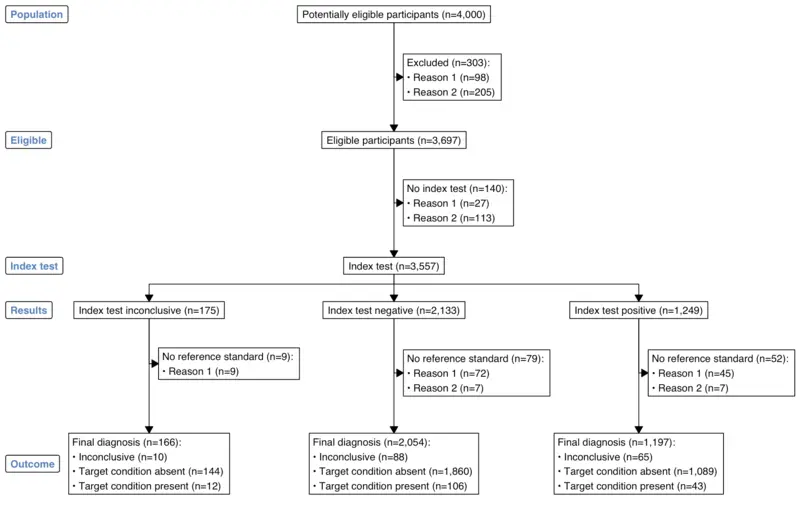 Population
Potentially eligible participants (n=4,000)
Excluded (n=303):
• Reason 1 (n=98)
• Reason 2 (n=205)
Eligible
Eligible participants (n=3,697)
No index test (n=140):
• Reason 1 (n=27)
• Reason 2 (n=113)
Index test
Index test (n=3,557)
Results
Index test inconclusive (n=175)
Index test negative (n=2,133)
Index test positive (n=1,249)
No reference standard (n=9):
• Reason 1 (n=9)
No reference standard (n=79):
• Reason 1 (n=72)
• Reason 2 (n=7)
No reference standard (n=52):
• Reason 1 (n=45)
• Reason 2 (n=7)
Outcome
Final diagnosis (n=166):
• Inconclusive (n=10)
• Target condition absent (n=144)
• Target condition present (n=12)
Final diagnosis (n=2,054):
• Inconclusive (n=88)
• Target condition absent (n=1,860)
• Target condition present (n=106)
Final diagnosis (n=1,197):
• Inconclusive (n=65)
• Target condition absent (n=1,089)
• Target condition present (n=43)